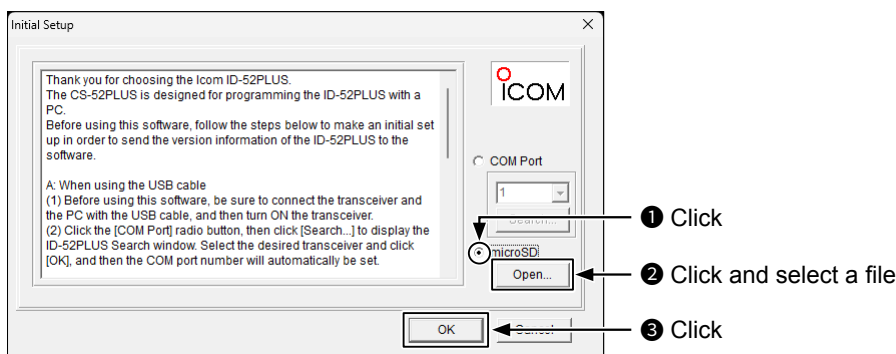 Initial Setup
Thank you for choosing the Icom ID-52PLUS.
The CS-52PLUS is designed for programming the ID-52PLUS with a
PC.
Before using this software, follow the steps below to make an initial set
up in order to send the version information of the ID-52PLUS to the
software.
A: When using the USB cable
(1) Before using this software, be sure to connect the transceiver and
the PC with the USB cable, and then turn ON the transceiver.
(2) Click the [COM Port] radio button, then click [Search...] to display the
ID-52PLUS Search window. Select the desired transceiver and click
[OK], and then the COM port number will automatically be set.
ICOM
COM Port
1
Search...
microSD
Open...
OK
Cancel
❶ Click
❷ Click and select a file
❸ Click